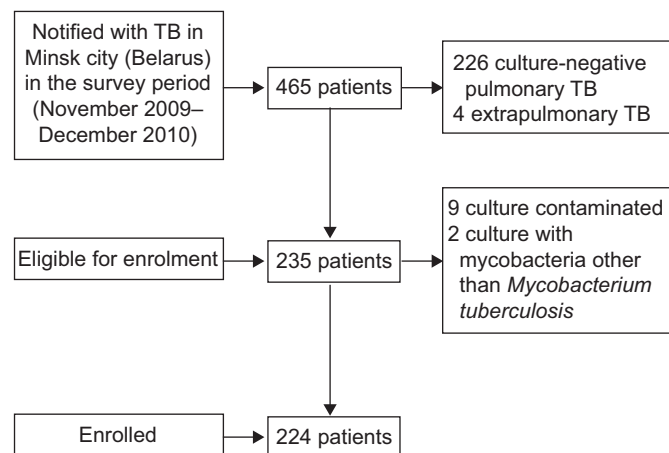 Notified with TB in
Minsk city (Belarus)
in the survey period
(November 2009–
December 2010)
465 patients
226 culture-negative
pulmonary TB
4 extrapulmonary TB
Eligible for enrolment
235 patients
9 culture contaminated
2 culture with
mycobacteria other
than Mycobacterium
tuberculosis
Enrolled
224 patients